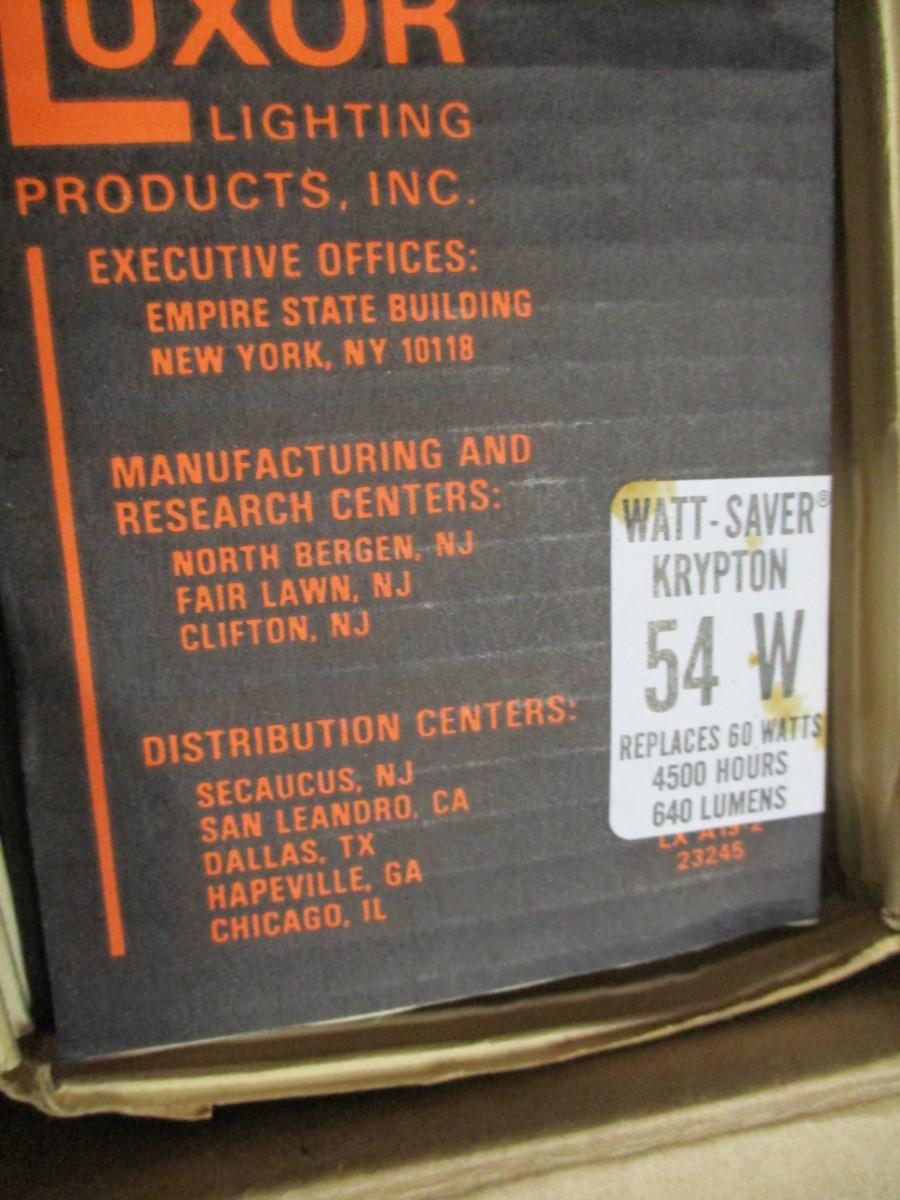 LUXOR
LIGHTING
PRODUCTS, INC.
EXECUTIVE OFFICES:
EMPIRE STATE BUILDING
NEW YORK, NY 10118
MANUFACTURING AND
RESEARCH CENTERS:
NORTH BERGEN, NJ
FAIR LAWN, NJ
CLIFTON, NJ
DISTRIBUTION CENTERS:
SECAUCUS, NJ
SAN LEANDRO, CA
DALLAS, TX
HAPEVILLE, GA
CHICAGO, IL
WATT-SAVER®
KRYPTON
54 W
REPLACES 60 WATTS
4500 HOURS
640 LUMENS
LX
23245